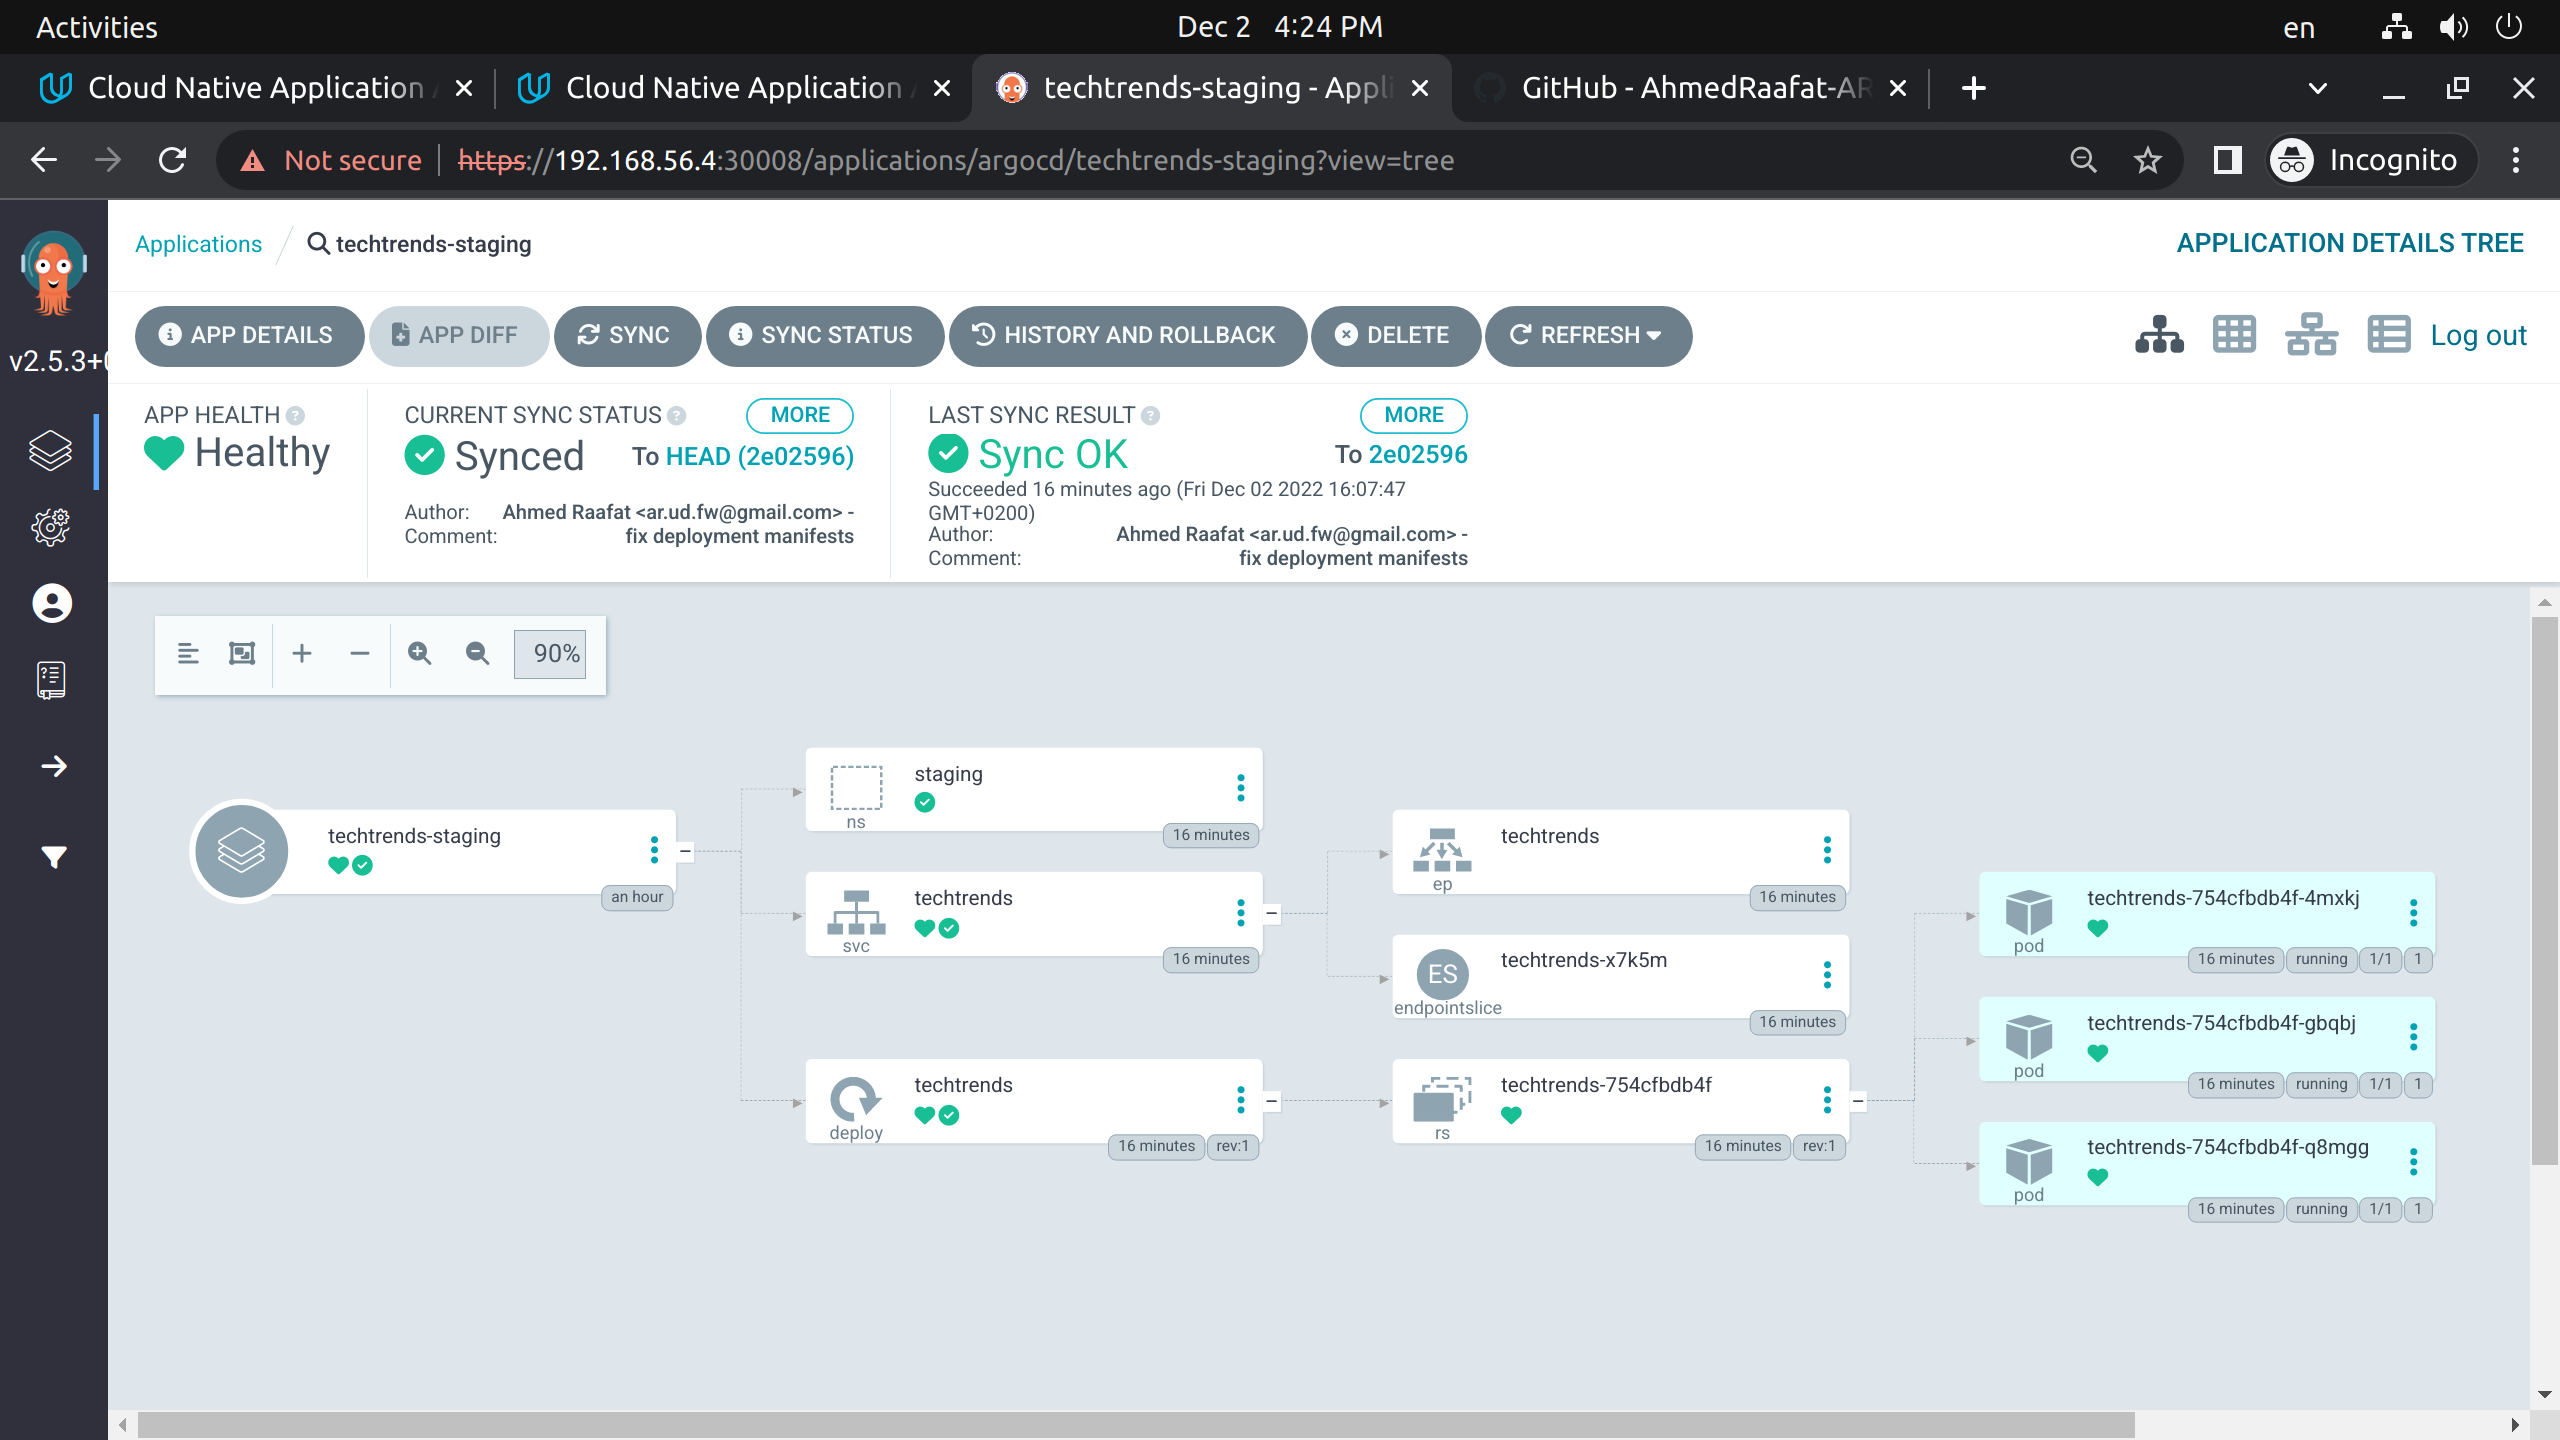 Activities
Dec 2 4:24 PM
en
Cloud Native Application
Cloud Native Application
techtrends-staging - Appli
GitHub - AhmedRaafat-AR
Not secure
https://192.168.56.4:30008/applications/argocd/techtrends-staging?view=tree
Incognito
Applications
techtrends-staging
APPLICATION DETAILS TREE
v2.5.3+
APP DETAILS
APP DIFF
SYNC
SYNC STATUS
HISTORY AND ROLLBACK
DELETE
REFRESH
Log out
APP HEALTH
Healthy
CURRENT SYNC STATUS
MORE
Synced
To HEAD (2e02596)
Author: Ahmed Raafat <ar.ud.fw@gmail.com> -
Comment: fix deployment manifests
LAST SYNC RESULT
MORE
Sync OK
To 2e02596
Succeeded 16 minutes ago (Fri Dec 02 2022 16:07:47
GMT+0200)
Author: Ahmed Raafat <ar.ud.fw@gmail.com> -
Comment: fix deployment manifests
90%
techtrends-staging
an hour
staging
ns
16 minutes
techtrends
svc
16 minutes
techtrends
deploy
16 minutes rev:1
techtrends
ep
16 minutes
ES
techtrends-x7k5m
endpointslice
16 minutes
techtrends-754cfbdb4f
rs
16 minutes rev:1
techtrends-754cfbdb4f-4mxkj
pod
16 minutes running 1/1 1
techtrends-754cfbdb4f-gbqbj
pod
16 minutes running 1/1 1
techtrends-754cfbdb4f-q8mgg
pod
16 minutes running 1/1 1